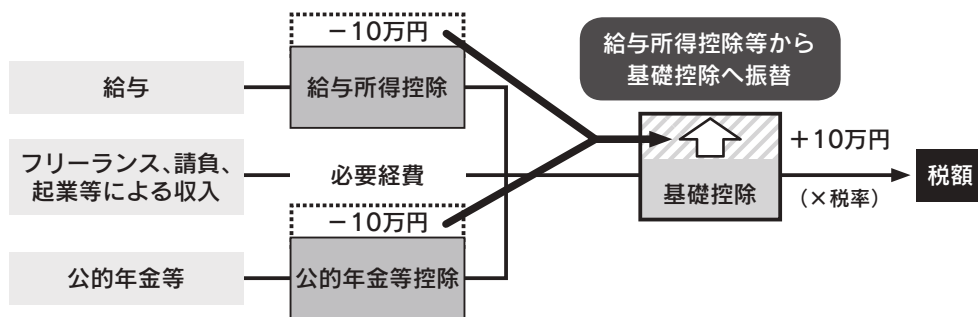 －10万円
給与所得控除等から
基礎控除へ振替
給与
給与所得控除
＋10万円
フリーランス、請負、
起業等による収入
必要経費
基礎控除
（×税率）
税額
－10万円
公的年金等
公的年金等控除